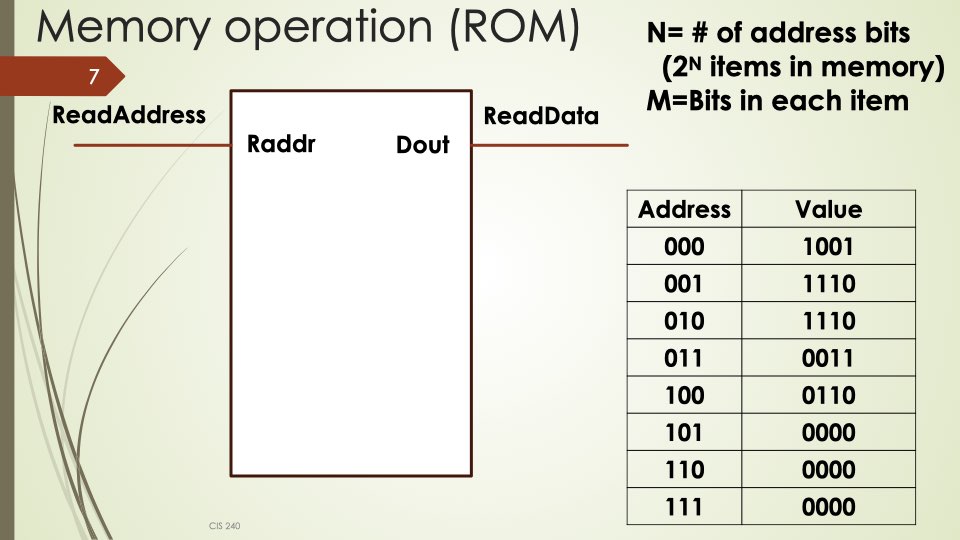 Memory operation (ROM)
N= # of address bits
(2ᴺ items in memory)
M=Bits in each item
7
ReadAddress
ReadData
Raddr Dout
Address Value
000 1001
001 1110
010 1110
011 0011
100 0110
101 0000
110 0000
111 0000
CIS 240